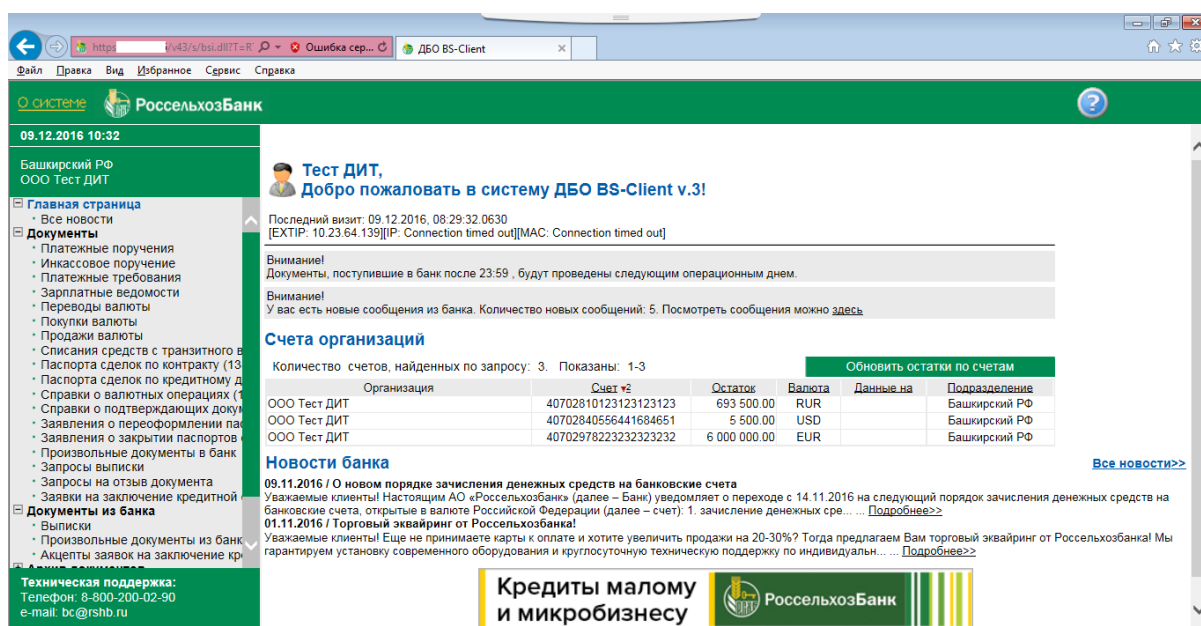 https /v43/s/bsi.dll?T=R Ошибка сер... ДБО BS-Client
Файл Правка Вид Избранное Сервис Справка
О системе РоссельхозБанк
09.12.2016 10:32
Башкирский РФ
ООО Тест ДИТ
Главная страница
Все новости
Документы
Платежные поручения
Инкассовое поручение
Платежные требования
Зарплатные ведомости
Переводы валюты
Покупки валюты
Продажи валюты
Списания средств с транзитного в
Паспорта сделок по контракту (13
Паспорта сделок по кредитному д
Справки о валютных операциях (1
Справки о подтверждающих докум
Заявления о переоформлении пас
Заявления о закрытии паспортов
Произвольные документы в банк
Запросы выписки
Запросы на отзыв документа
Заявки на заключение кредитной
Документы из банка
Выписки
Произвольные документы из банк
Акцепты заявок на заключение кр
Техническая поддержка:
Телефон: 8-800-200-02-90
e-mail: bc@rshb.ru
Тест ДИТ,
Добро пожаловать в систему ДБО BS-Client v.3!
Последний визит: 09.12.2016, 08:29:32.0630
[EXTIP: 10.23.64.139][IP: Connection timed out][MAC: Connection timed out]
Внимание!
Документы, поступившие в банк после 23:59 , будут проведены следующим операционным днем.
Внимание!
У вас есть новые сообщения из банка. Количество новых сообщений: 5. Посмотреть сообщения можно здесь
Счета организаций
Количество счетов, найденных по запросу: 3. Показаны: 1-3 Обновить остатки по счетам
Организация Счет 2 Остаток Валюта Данные на Подразделение
ООО Тест ДИТ 40702810123123123123 693 500.00 RUR Башкирский РФ
ООО Тест ДИТ 40702840556441684651 5 500.00 USD Башкирский РФ
ООО Тест ДИТ 40702978223232323232 6 000 000.00 EUR Башкирский РФ
Новости банка Все новости>>
09.11.2016 / О новом порядке зачисления денежных средств на банковские счета
Уважаемые клиенты! Настоящим АО «Россельхозбанк» (далее – Банк) уведомляет о переходе с 14.11.2016 на следующий порядок зачисления денежных средств на
банковские счета, открытые в валюте Российской Федерации (далее – счет): 1. зачисление денежных сре... ... Подробнее>>
01.11.2016 / Торговый эквайринг от Россельхозбанка!
Уважаемые клиенты! Еще не принимаете карты к оплате и хотите увеличить продажи на 20-30%? Тогда предлагаем Вам торговый эквайринг от Россельхозбанка! Мы
гарантируем установку современного оборудования и круглосуточную техническую поддержку по индивидуальн... ... Подробнее>>
Кредиты малому
и микробизнесу
РоссельхозБанк